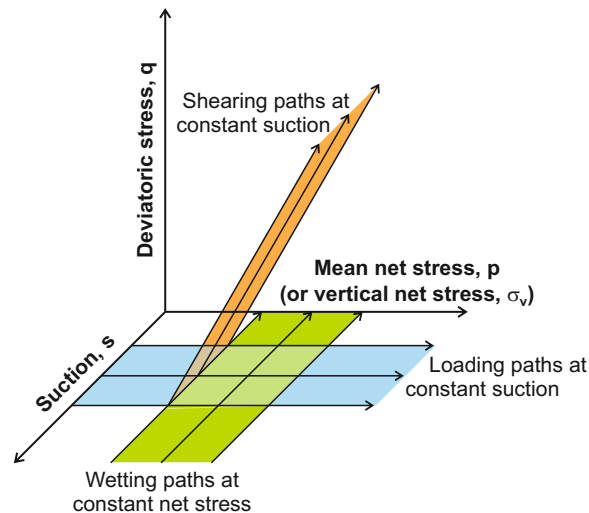 Deviatoric stress, q
Shearing paths at
constant suction
Mean net stress, p
(or vertical net stress, σv)
Suction, s
Loading paths at
constant suction
Wetting paths at
constant net stress